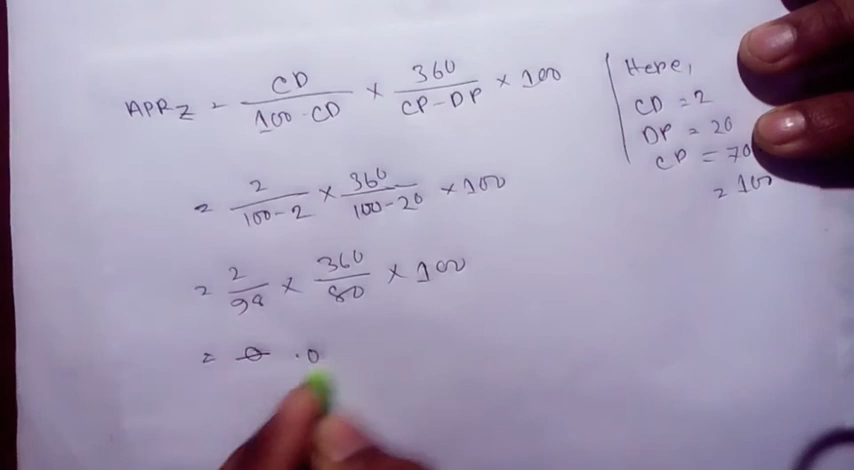 APR2 = CD / 100 - CD × 360 / CP - DP × 100
= 2 / 100 - 2 × 360 / 100 - 20 × 100
= 2 / 98 × 360 / 80 × 100
= .0
Here,
CD = 2
DP = 20
CP = 70
= 100